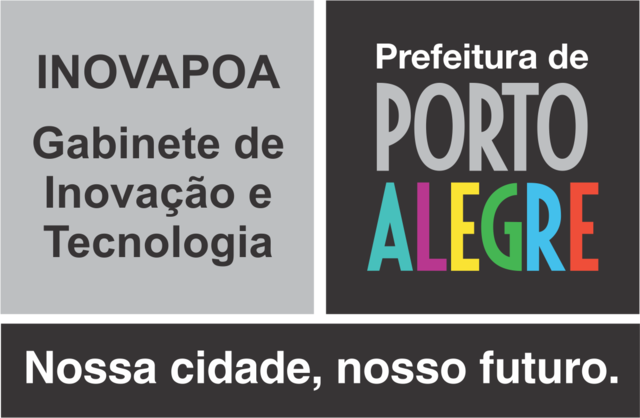 INOVAPOA
Gabinete de
Inovação e
Tecnologia
Prefeitura de
PORTO
ALEGRE
Nossa cidade, nosso futuro.